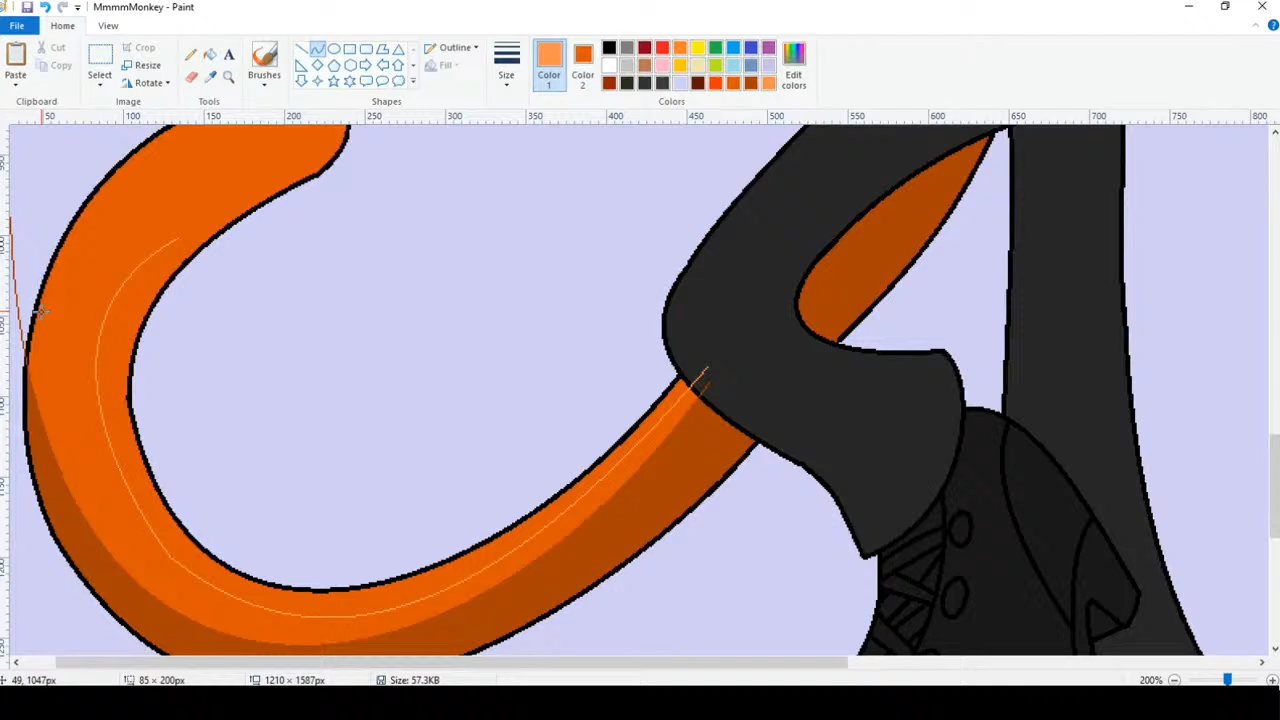 MmmmMonkey - Paint
File Home View
Paste
Cut
Copy
Clipboard
Select
Crop
Resize
Rotate
Image
A
Tools
Brushes
Outline
Fill
Shapes
Size
Color 1
Color 2
Edit colors
Colors
50 100 150 200 250 300 350 400 450 500 550 600 650 700 750 800
49, 1047px 85 × 200px 1210 × 1587px Size: 57.3KB 200%